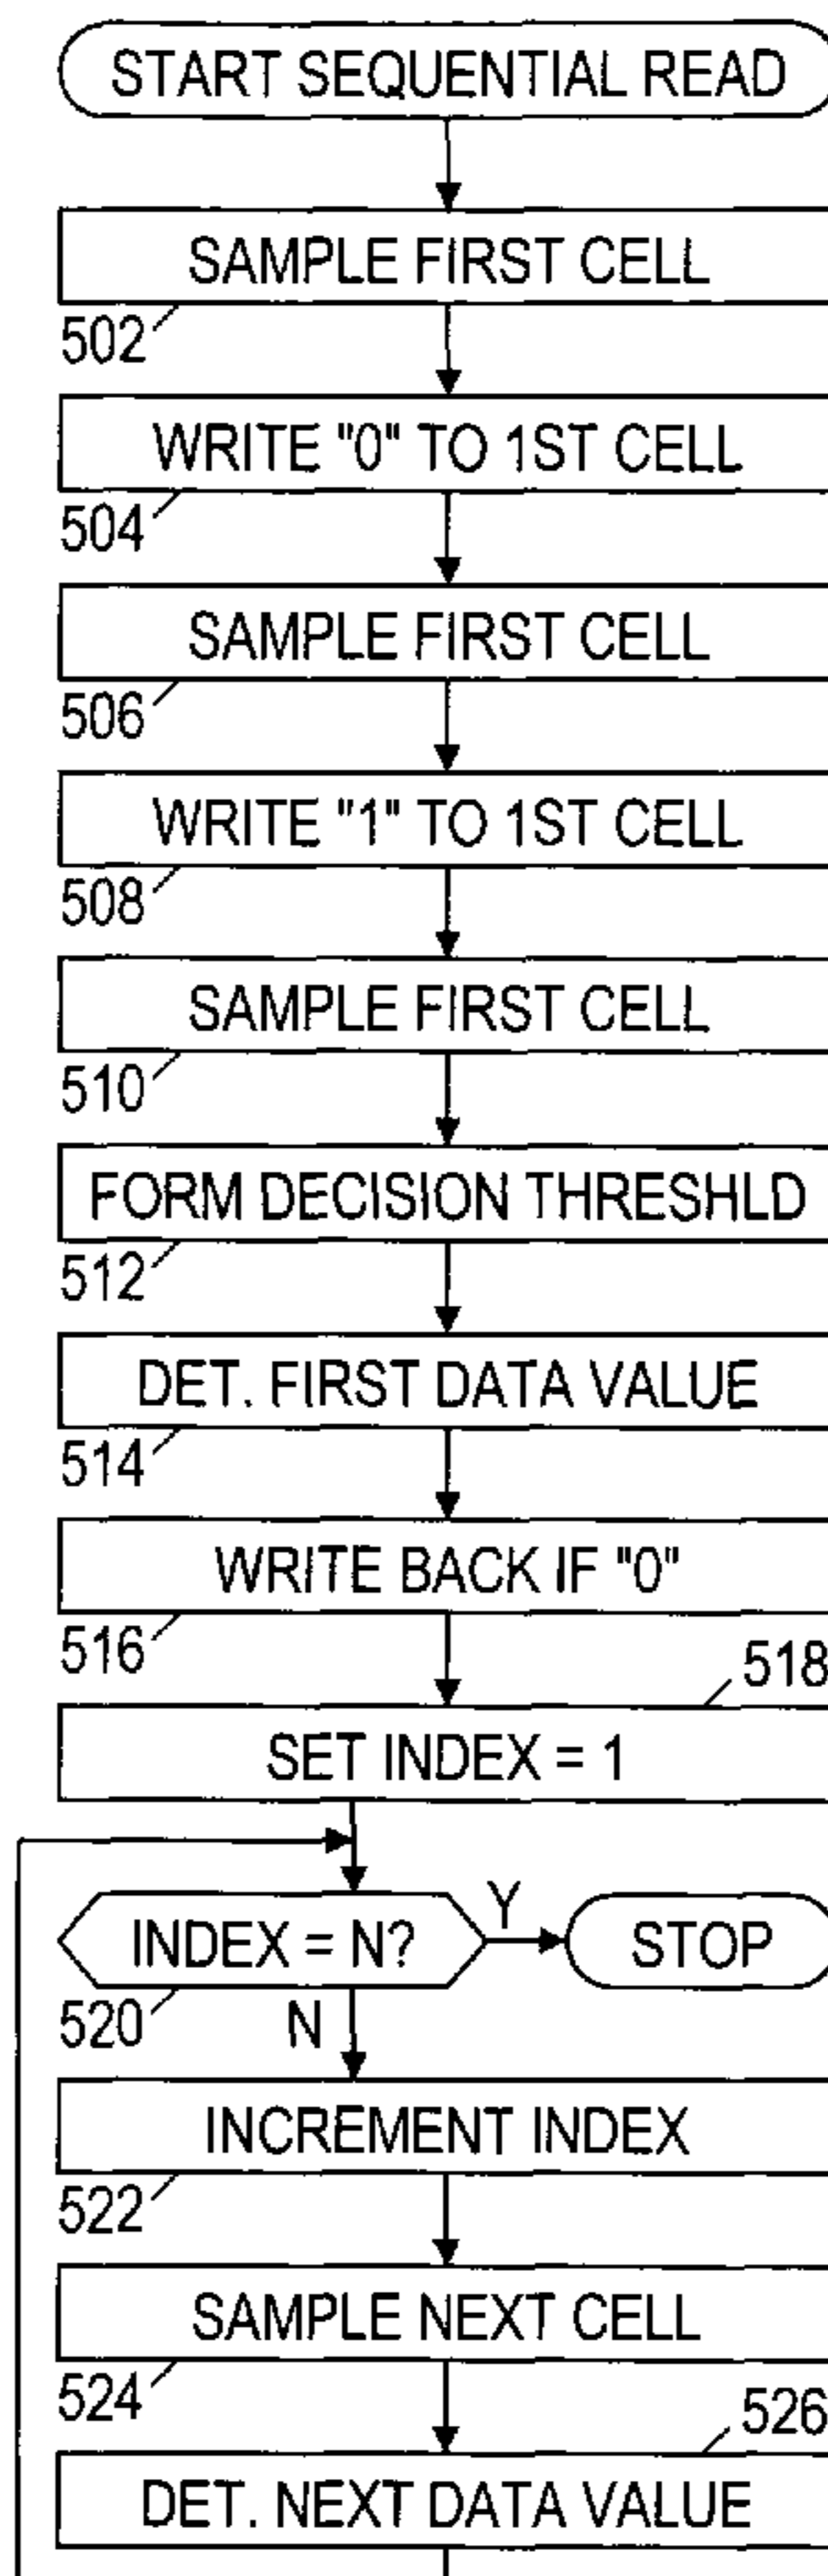 START SEQUENTIAL READ
SAMPLE FIRST CELL
502
WRITE "0" TO 1ST CELL
504
SAMPLE FIRST CELL
506
WRITE "1" TO 1ST CELL
508
SAMPLE FIRST CELL
510
FORM DECISION THRESHLD
512
DET. FIRST DATA VALUE
514
WRITE BACK IF "0"
516
518
SET INDEX = 1
INDEX = N?
Y
STOP
520
N
INCREMENT INDEX
522
SAMPLE NEXT CELL
524
526
DET. NEXT DATA VALUE